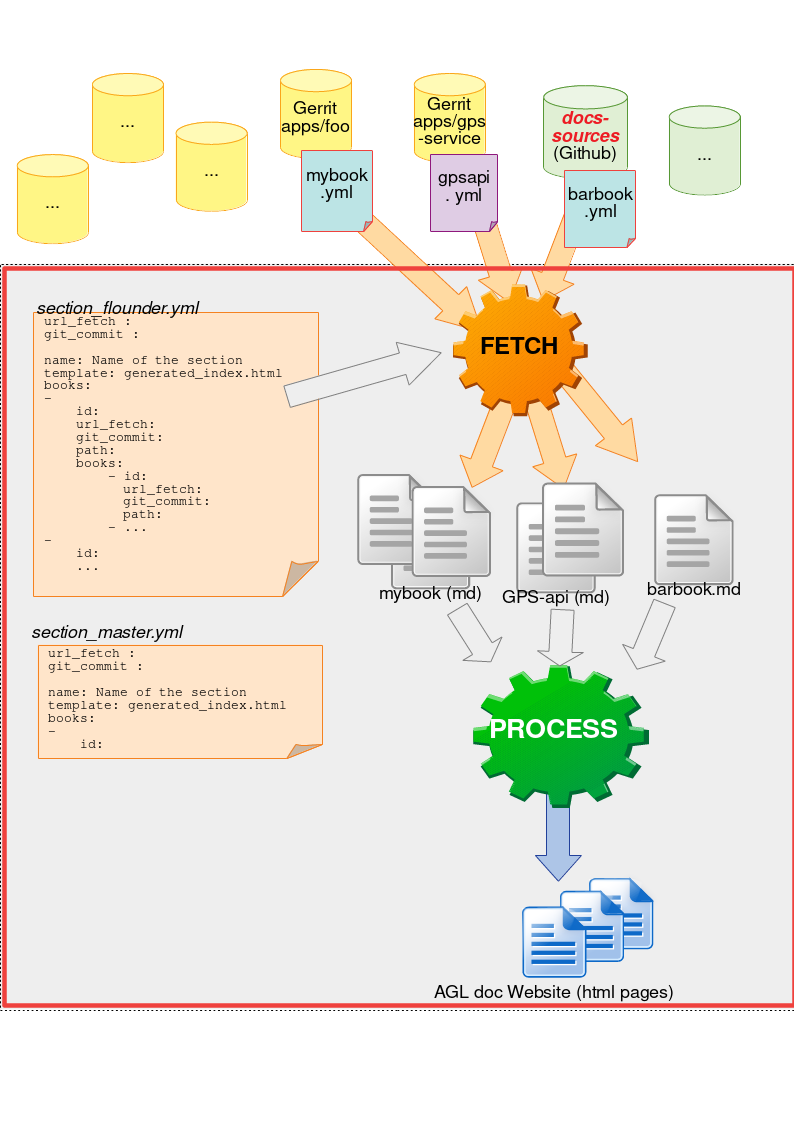 ...
...
...
Gerrit
apps/foo
Gerrit
apps/gps
-service
docs-
sources
(Github)
...
mybook
.yml
gpsapi
. yml
barbook
.yml
section_flounder.yml
url_fetch :
git_commit :
name: Name of the section
template: generated_index.html
books:
-
id:
url_fetch:
git_commit:
path:
books:
- id:
url_fetch:
git_commit:
path:
- ...
-
id:
...
FETCH
mybook (md)
GPS-api (md)
barbook.md
section_master.yml
url_fetch :
git_commit :
name: Name of the section
template: generated_index.html
books:
-
id:
PROCESS
AGL doc Website (html pages)